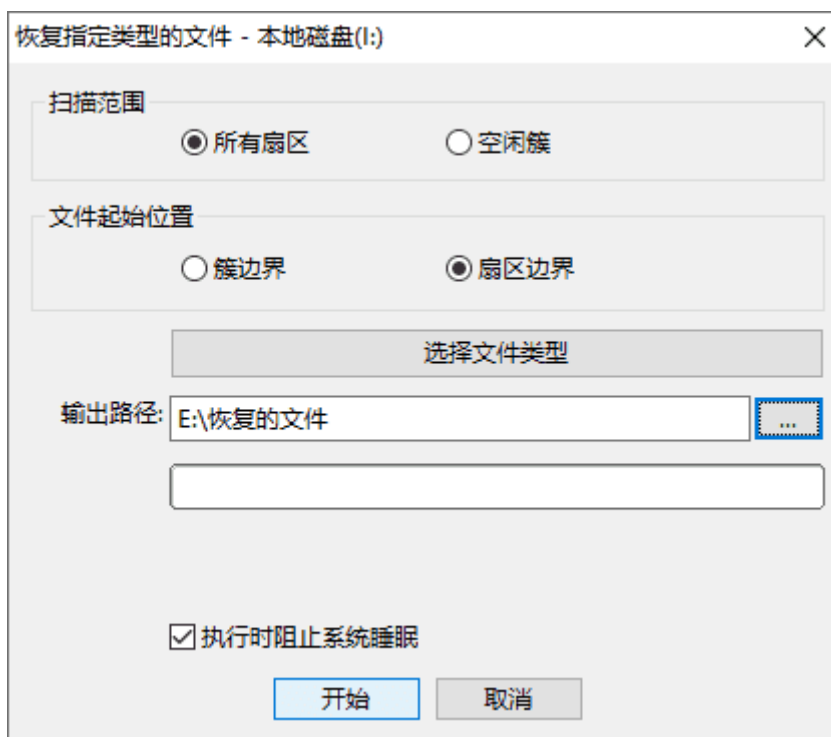 恢复指定类型的文件 - 本地磁盘(I:)
扫描范围
所有扇区 空闲簇
文件起始位置
簇边界 扇区边界
选择文件类型
输出路径: E:\恢复的文件 ...
执行时阻止系统睡眠
开始 取消